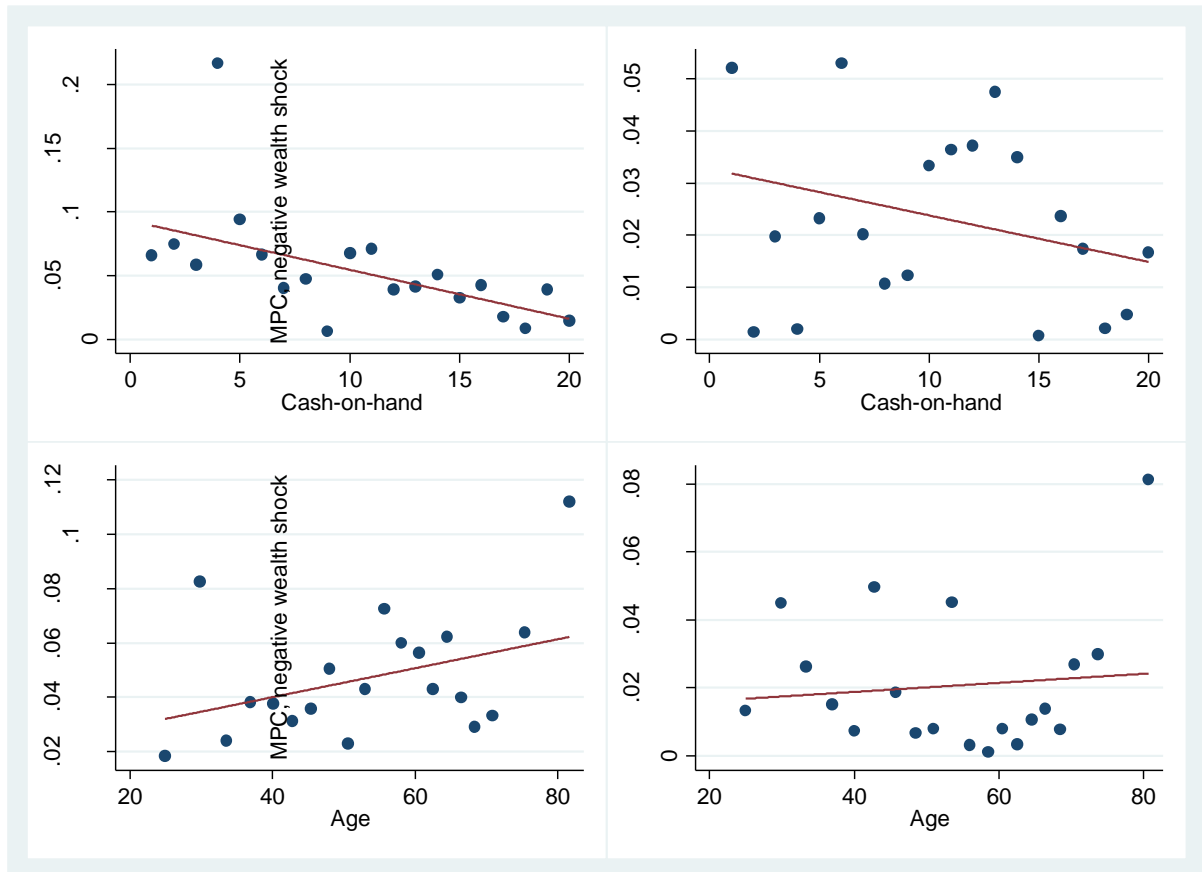 MPC, negative wealth shock
0 .05 .1 .15 .2
0 5 10 15 20
Cash-on-hand
0 .01 .02 .03 .04 .05
0 5 10 15 20
Cash-on-hand
MPC, negative wealth shock
.02 .04 .06 .08 .1 .12
20 40 60 80
Age
0 .02 .04 .06 .08
20 40 60 80
Age